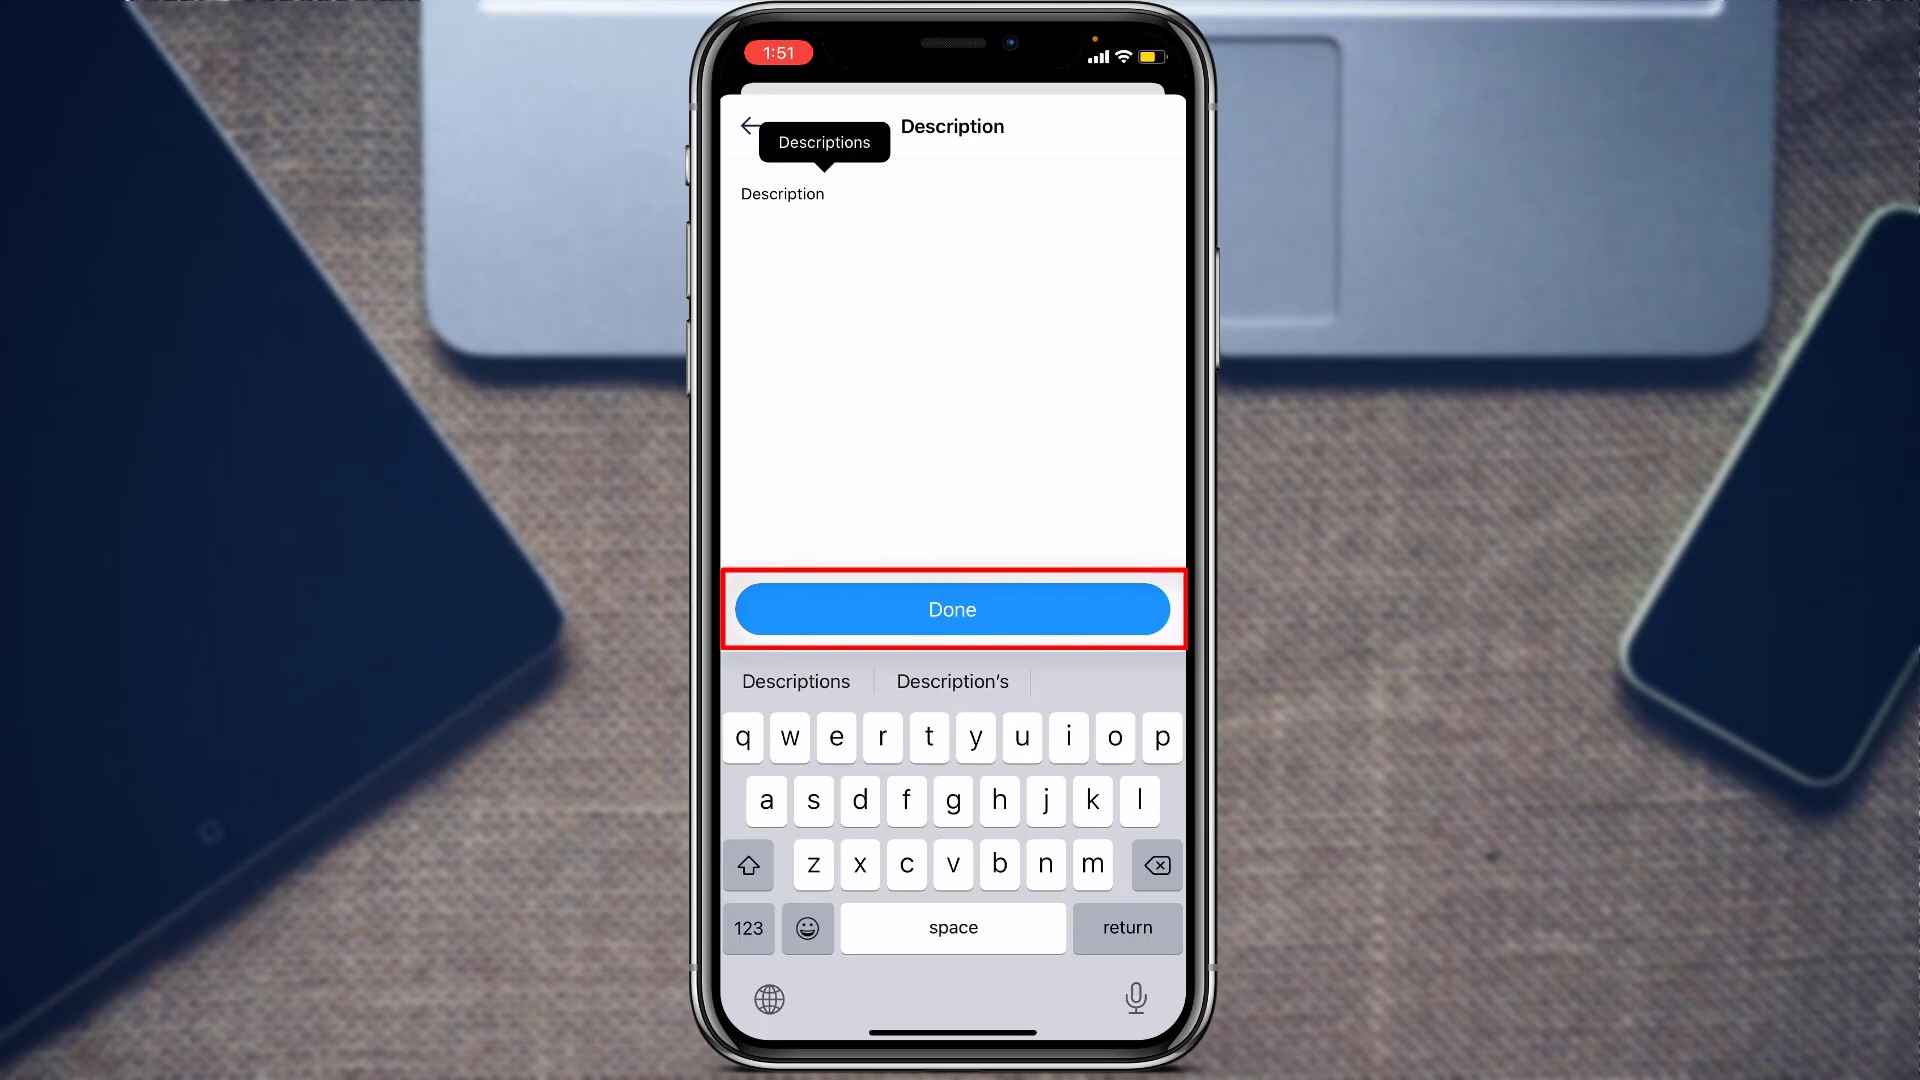 1:51
Description
Descriptions
Description
Done
Descriptions
Description’s
q w e r t y u i o p
a s d f g h j k l
z x c v b n m
123
space
return